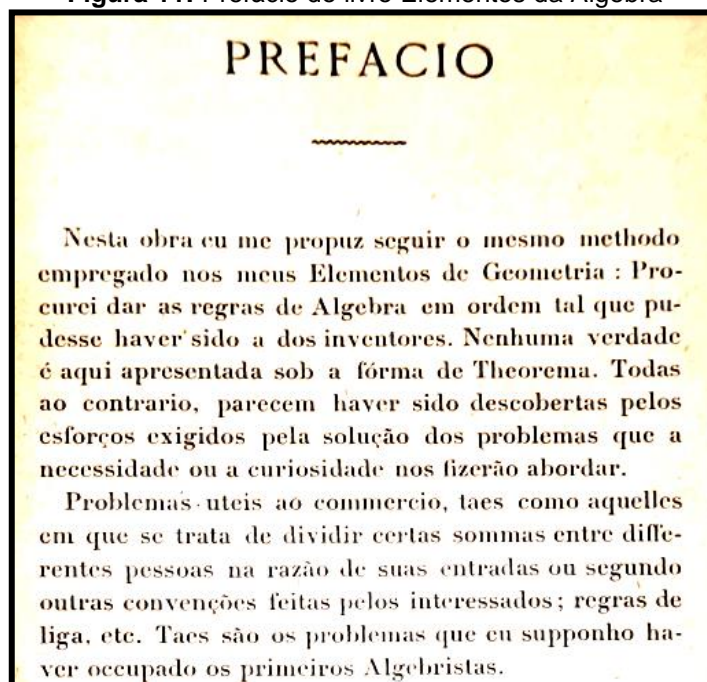 Figura 11: Prefácio do livro Elementos da Álgebra
PREFACIO
Nesta obra eu me propuz seguir o mesmo methodo
empregado nos meus Elementos de Geometria : Pro-
curei dar as regras de Algebra em ordem tal que pu-
desse haver sido a dos inventores. Nenhuma verdade
é aqui apresentada sob a fórma de Theorema. Todas
ao contrario, parecem haver sido descobertas pelos
esforços exigidos pela solução dos problemas que a
necessidade ou a curiosidade nos fizerão abordar.
Problemas uteis ao commercio, taes como aquelles
em que se trata de dividir certas sommas entre diffe-
rentes pessoas na razão de suas entradas ou segundo
outras convenções feitas pelos interessados; regras de
liga, etc. Taes são os problemas que eu supponho ha-
ver occupado os primeiros Algebristas.